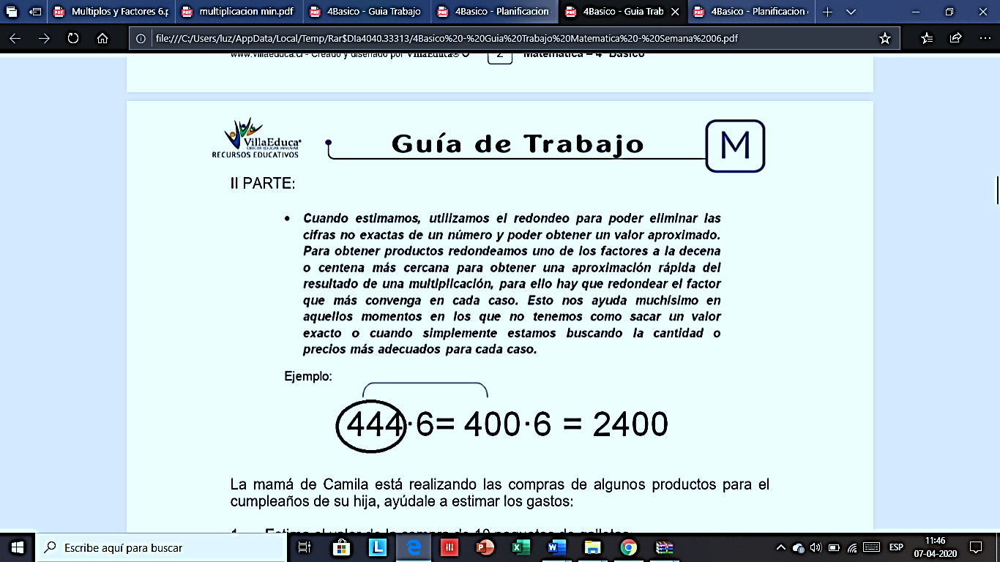 Multiplos y Factores 6.p
multiplicacion min.pdf
4Basico - Guia Trabajo
4Basico - Planificacion
4Basico - Guia Trab
4Basico - Planificacion
file:///C:/Users/luz/AppData/Local/Temp/Rar$DIa4040.33313/4Basico%20-%20Guia%20Trabajo%20Matematica%20-%20Semana%2006.pdf
www.villaeduca.cl - Creado y diseñado por VillaEduca® © 2 Matemática – 4° Básico
VillaEduca®
CRECER EDUCAR INNOVAR
RECURSOS EDUCATIVOS
Guía de Trabajo
M
II PARTE:
• Cuando estimamos, utilizamos el redondeo para poder eliminar las
cifras no exactas de un número y poder obtener un valor aproximado.
Para obtener productos redondeamos uno de los factores a la decena
o centena más cercana para obtener una aproximación rápida del
resultado de una multiplicación, para ello hay que redondear el factor
que más convenga en cada caso. Esto nos ayuda muchísimo en
aquellos momentos en los que no tenemos como sacar un valor
exacto o cuando simplemente estamos buscando la cantidad o
precios más adecuados para cada caso.
Ejemplo:
444·6= 400·6 = 2400
La mamá de Camila está realizando las compras de algunos productos para el
cumpleaños de su hija, ayúdale a estimar los gastos:
1. Estima el valor de la compra de 10 paquetes de galletas
Escribe aquí para buscar
ESP
11:46
07-04-2020